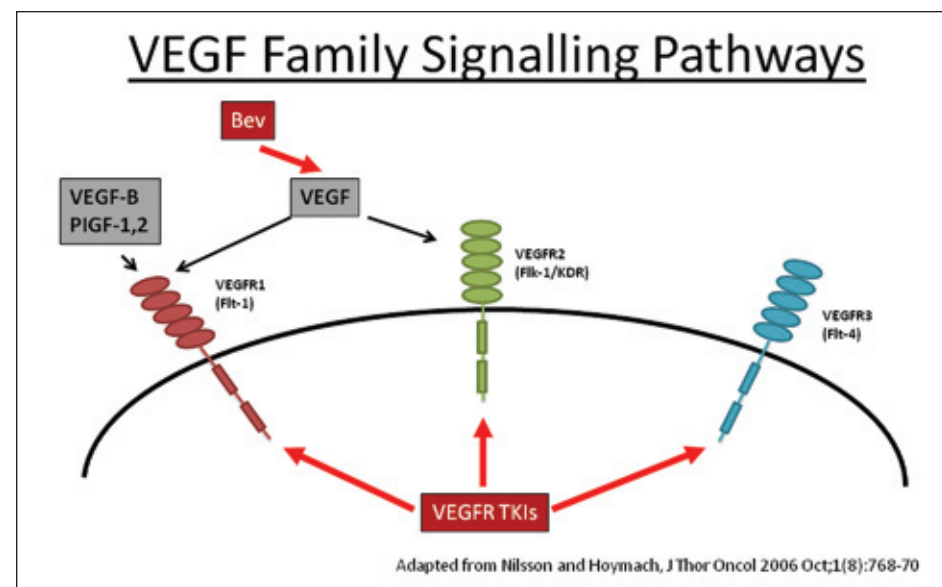 VEGF Family Signalling Pathways
Bev
VEGF-B
PIGF-1,2
VEGF
VEGFR1
(Flt-1)
VEGFR2
(Flk-1/KDR)
VEGFR3
(Flt-4)
VEGFR TKIs
Adapted from Nilsson and Hoymach, J Thor Oncol 2006 Oct;1(8):768-70